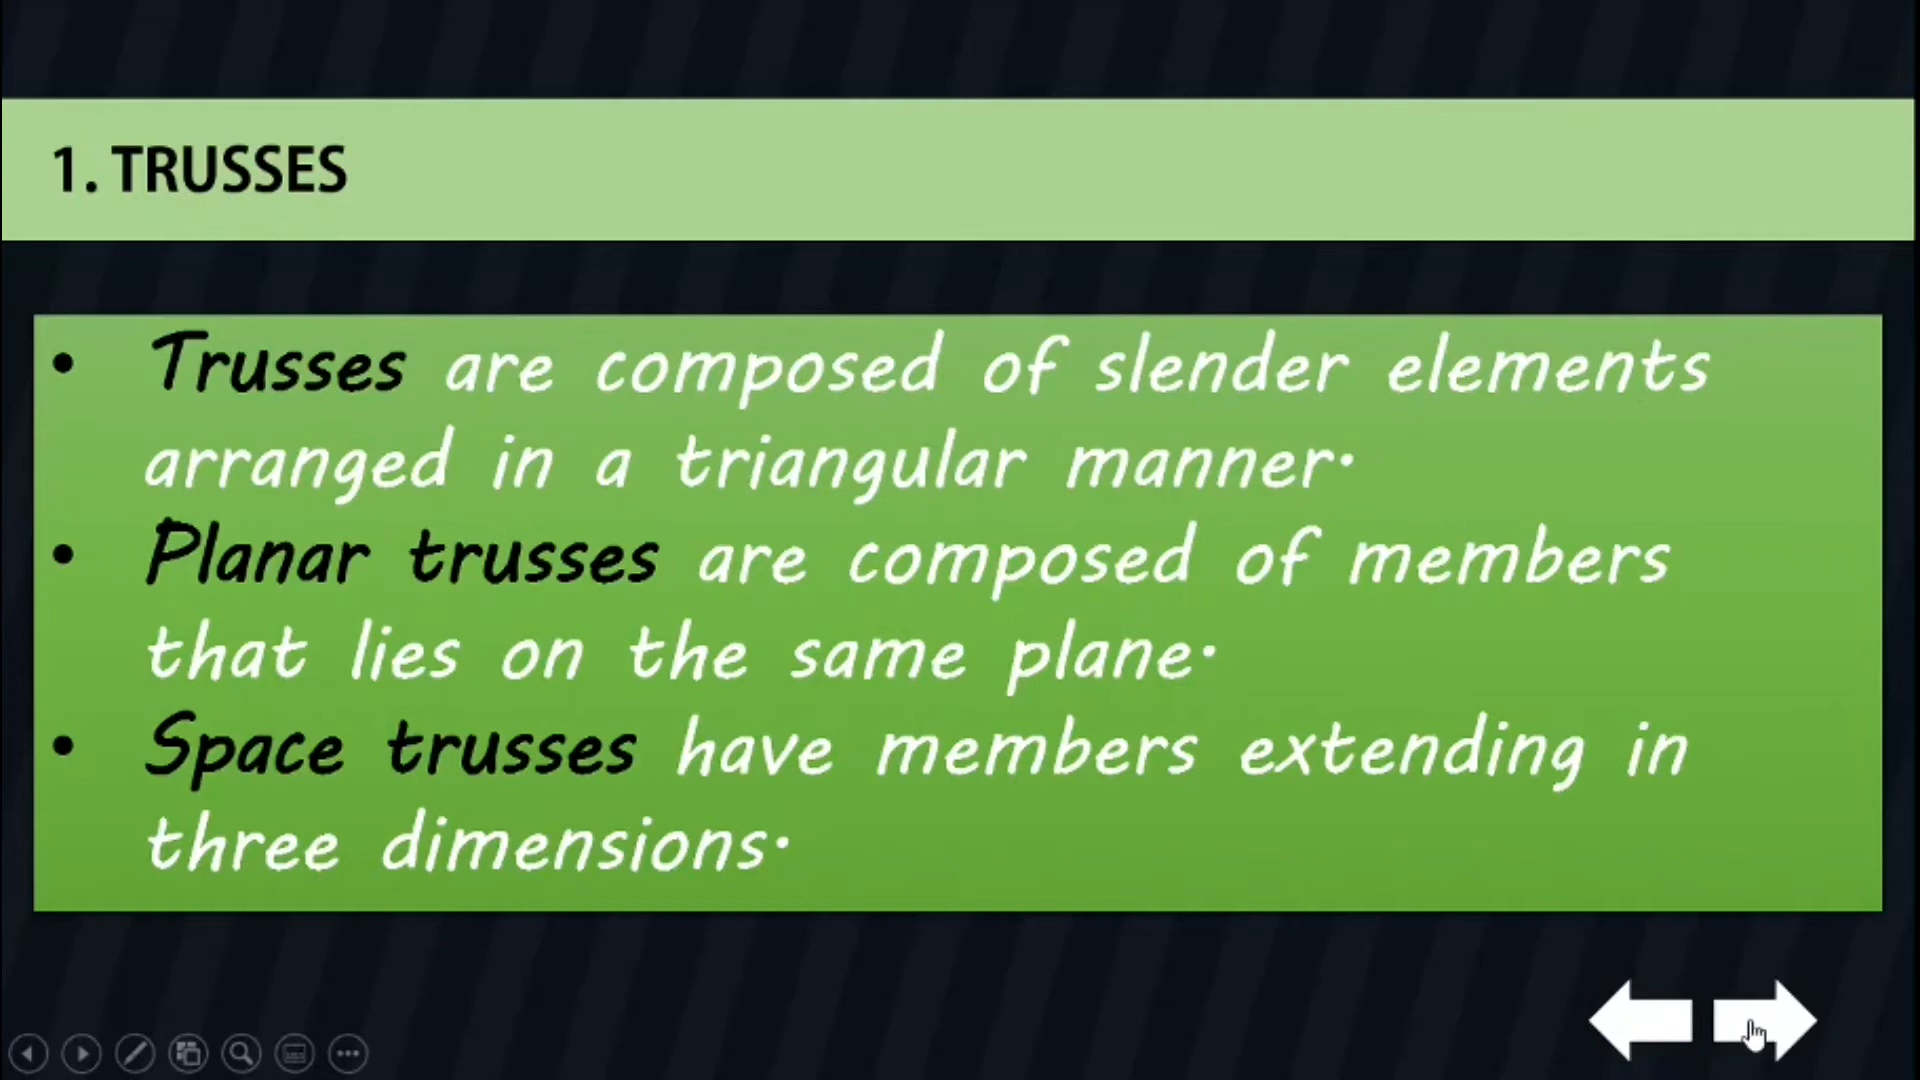 1. TRUSSES
• Trusses are composed of slender elements
arranged in a triangular manner.
• Planar trusses are composed of members
that lies on the same plane.
• Space trusses have members extending in
three dimensions.